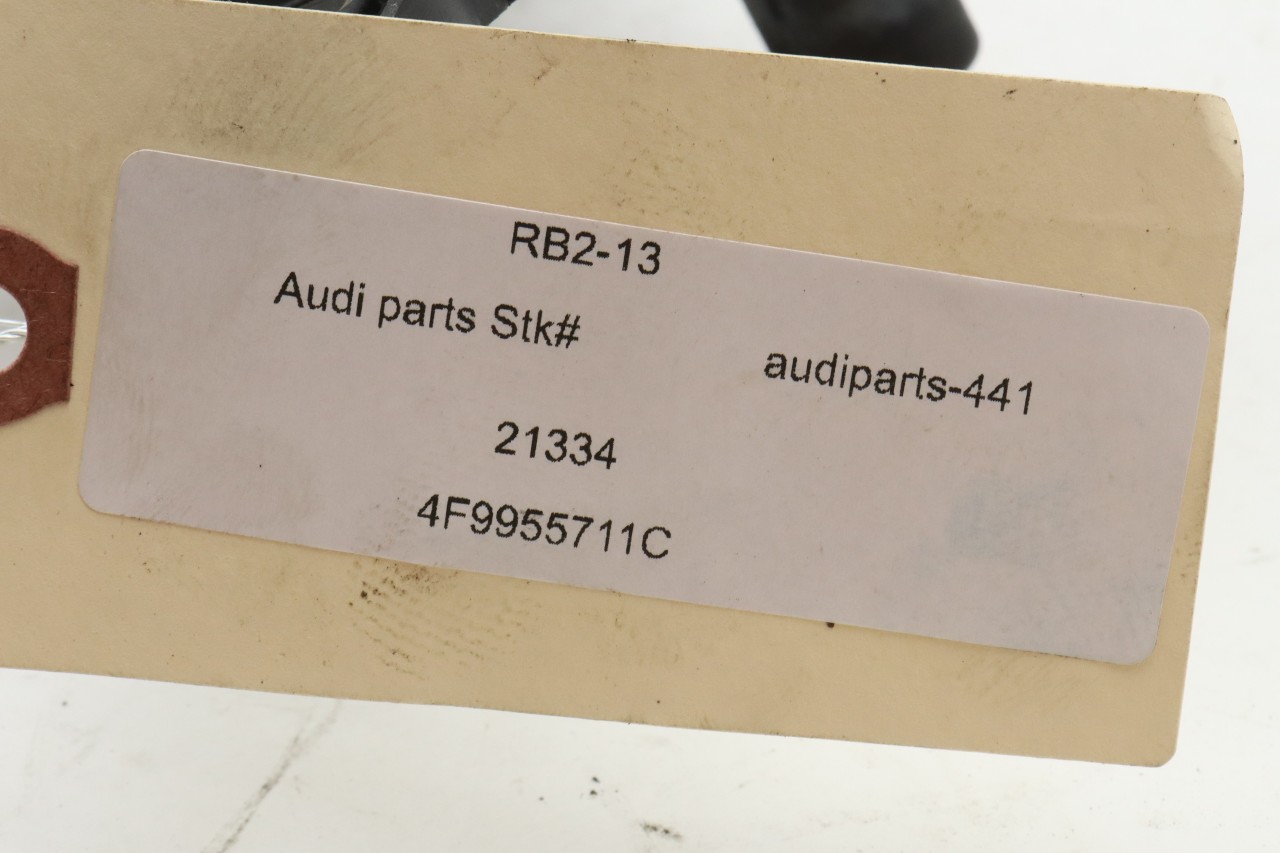 RB2-13
Audi parts Stk#
audiparts-441
21334
4F9955711C